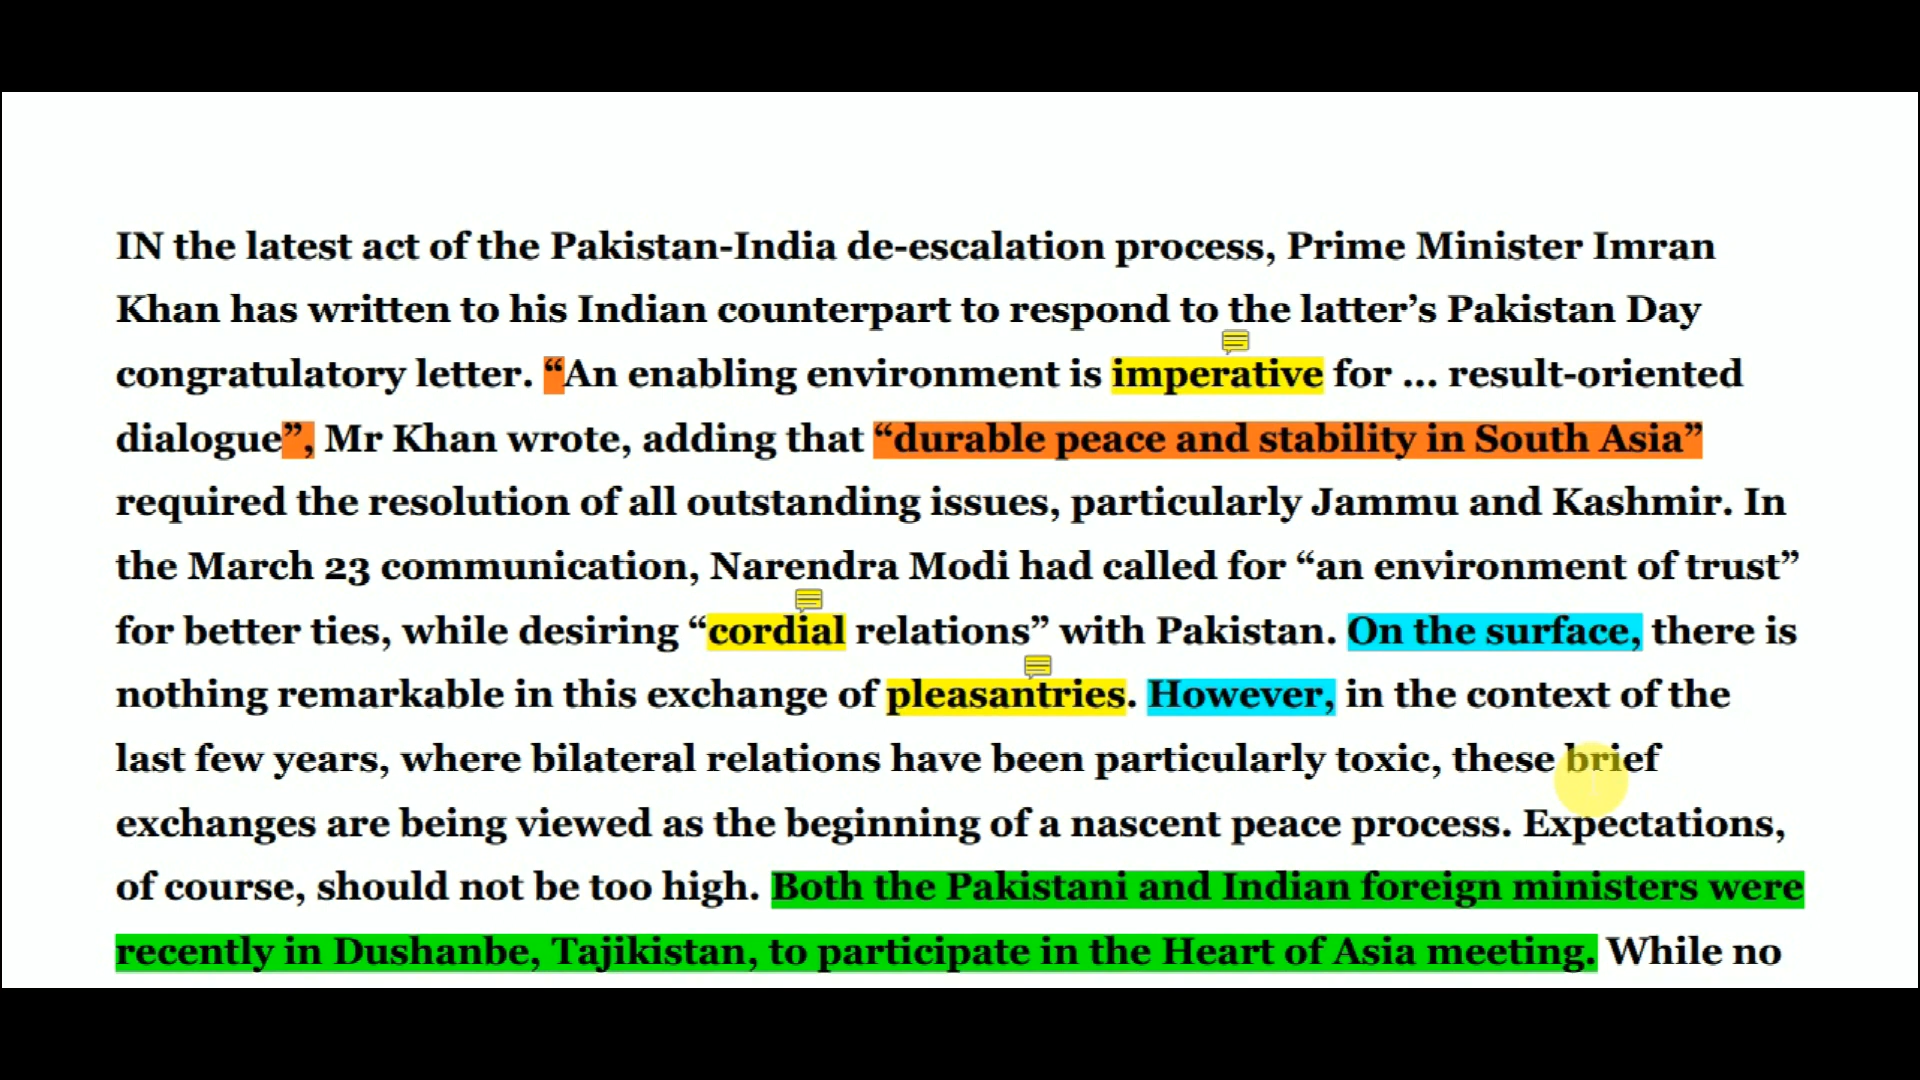 IN the latest act of the Pakistan-India de-escalation process, Prime Minister Imran
Khan has written to his Indian counterpart to respond to the latter’s Pakistan Day
congratulatory letter. “An enabling environment is imperative for ... result-oriented
dialogue”, Mr Khan wrote, adding that “durable peace and stability in South Asia”
required the resolution of all outstanding issues, particularly Jammu and Kashmir. In
the March 23 communication, Narendra Modi had called for “an environment of trust”
for better ties, while desiring “cordial relations” with Pakistan. On the surface, there is
nothing remarkable in this exchange of pleasantries. However, in the context of the
last few years, where bilateral relations have been particularly toxic, these brief
exchanges are being viewed as the beginning of a nascent peace process. Expectations,
of course, should not be too high. Both the Pakistani and Indian foreign ministers were
recently in Dushanbe, Tajikistan, to participate in the Heart of Asia meeting. While no